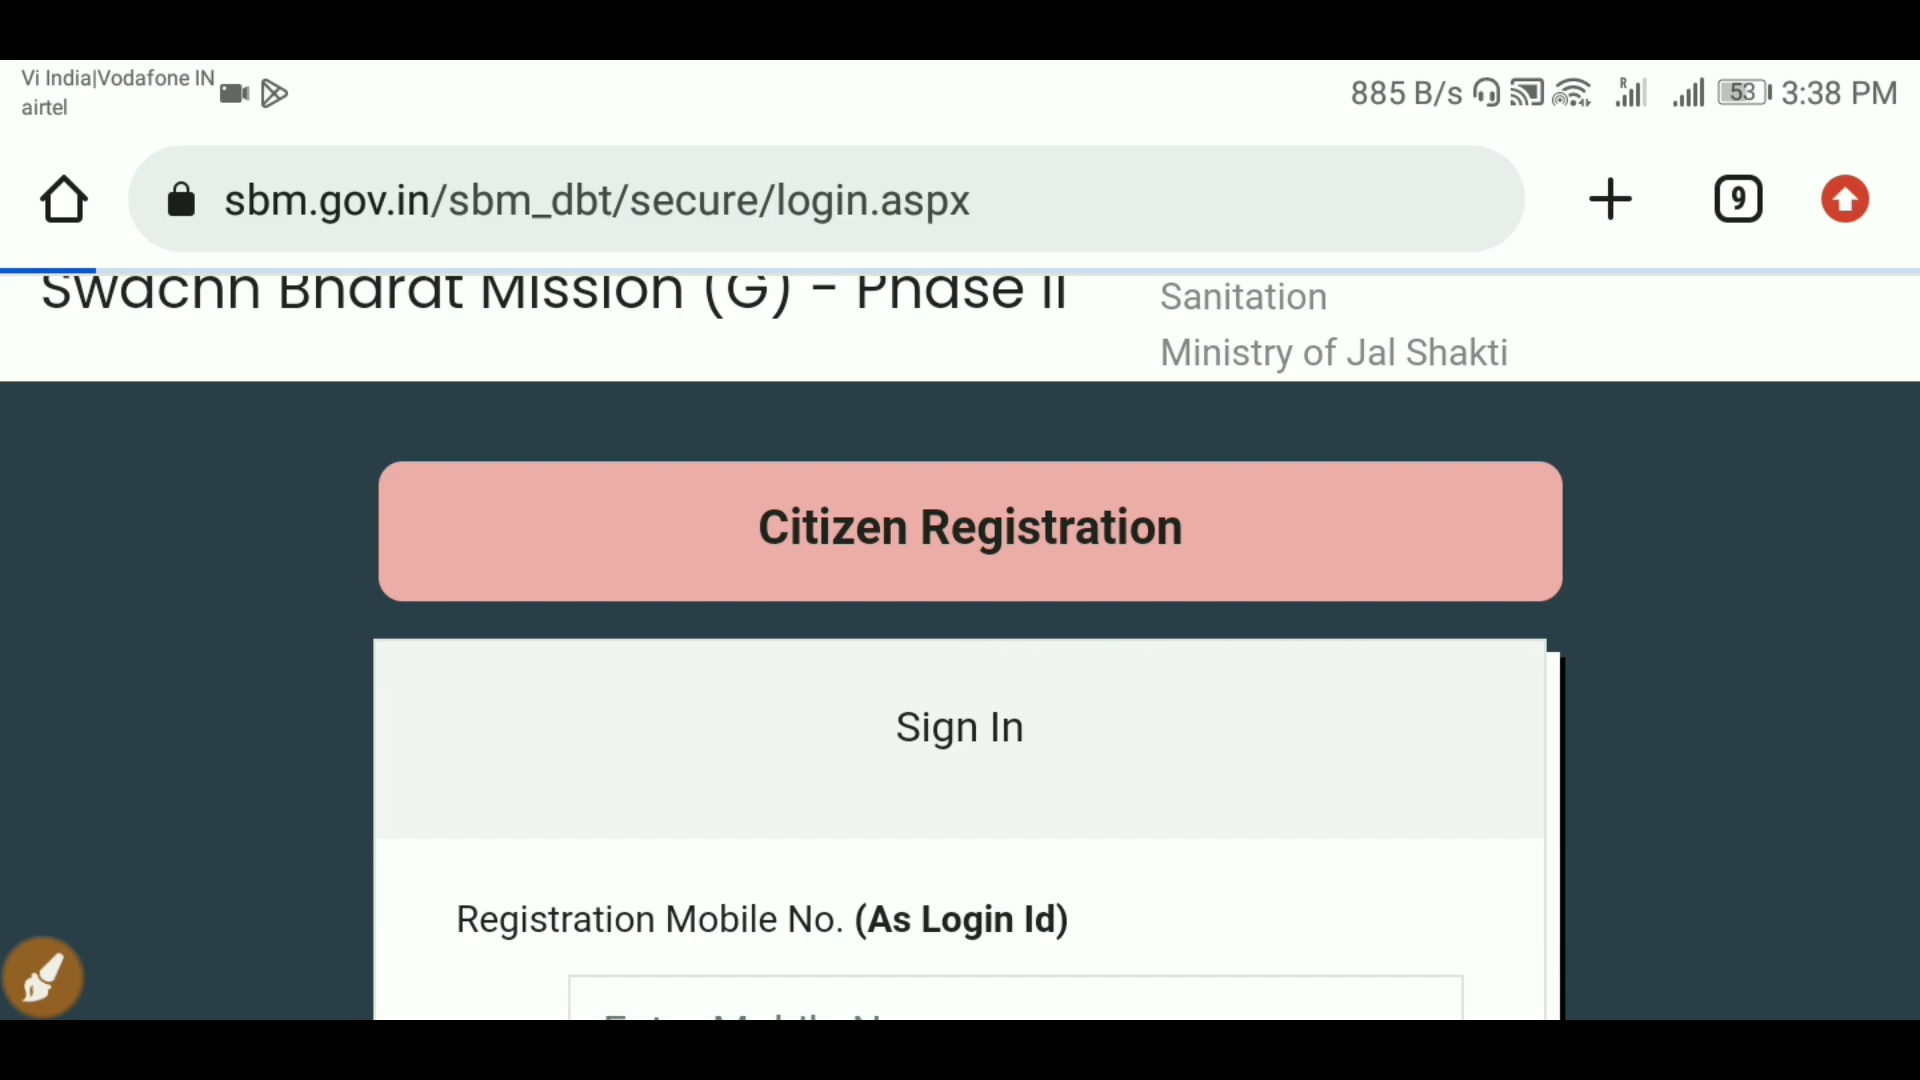 Vi India|Vodafone IN
airtel
885 B/s
R
53
3:38 PM
sbm.gov.in/sbm_dbt/secure/login.aspx
9
Swachh Bharat Mission (G) - Phase II
Sanitation
Ministry of Jal Shakti
Citizen Registration
Sign In
Registration Mobile No. (As Login Id)